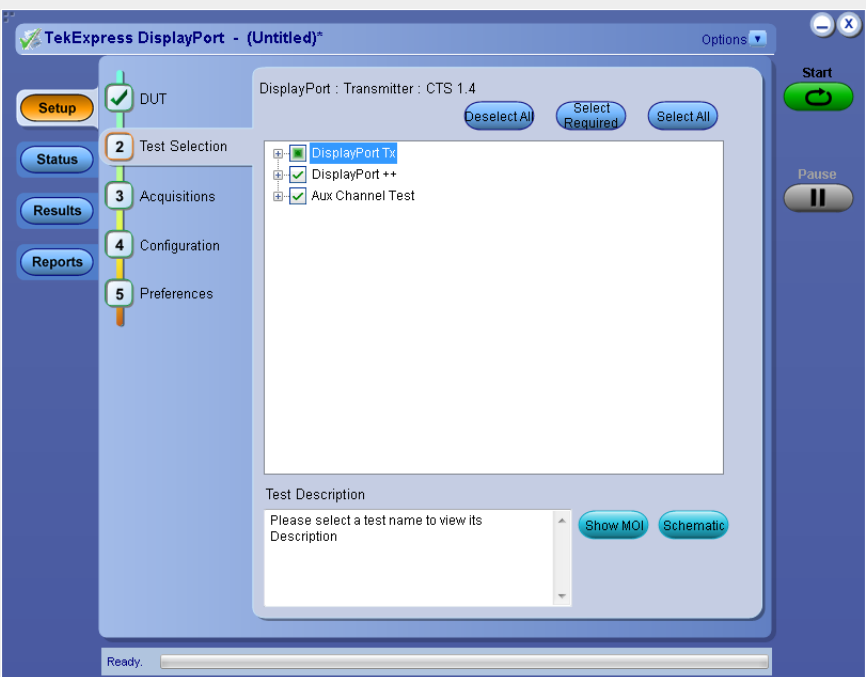 TekExpress DisplayPort - (Untitled)*
Options
Start
Pause
Setup
Status
Results
Reports
DUT
2 Test Selection
3 Acquisitions
4 Configuration
5 Preferences
DisplayPort : Transmitter : CTS 1.4
Deselect All
Select
Required
Select All
DisplayPort Tx
DisplayPort ++
Aux Channel Test
Test Description
Please select a test name to view its
Description
Show MOI
Schematic
Ready.